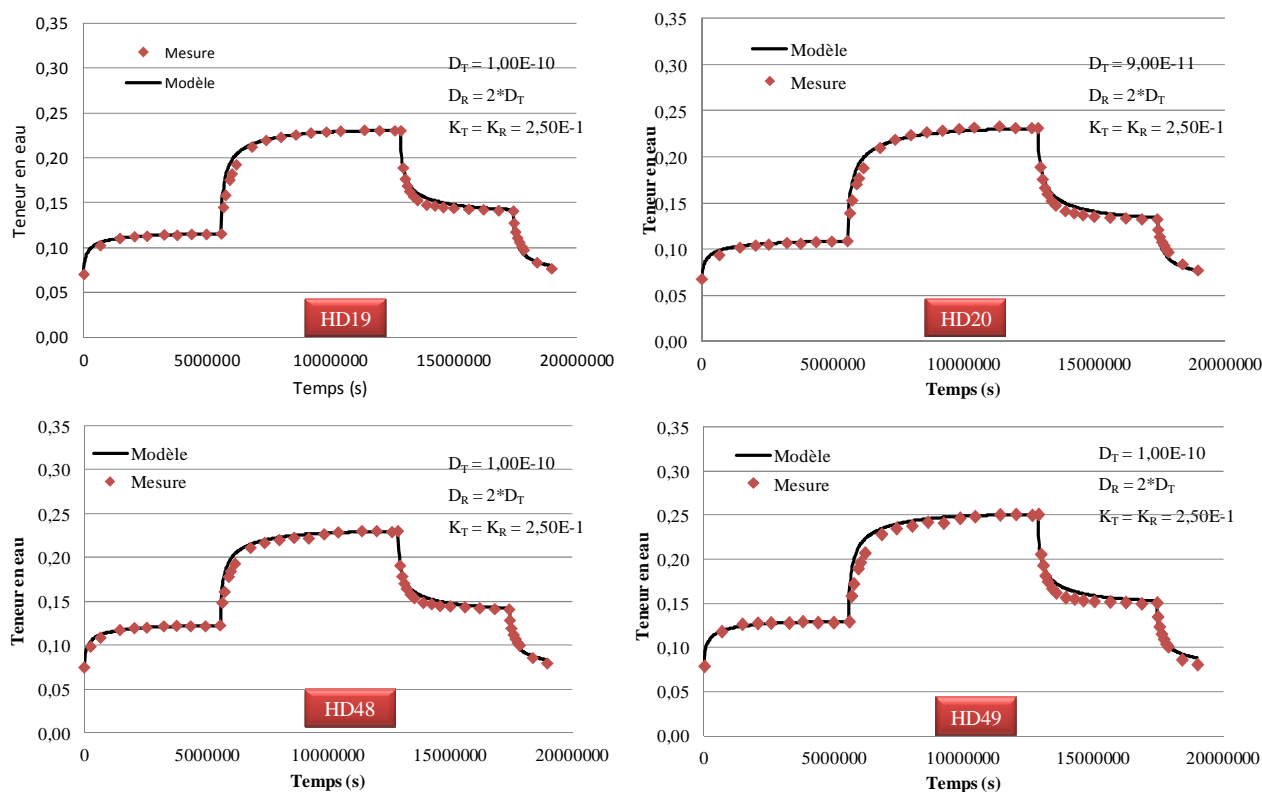 0,35
0,30
0,25
0,20
0,15
0,10
0,05
0,00
Teneur en eau
Mesure
Modèle
D_T = 1,00E-10
D_R = 2*D_T
K_T = K_R = 2,50E-1
HD19
0 5000000 10000000 15000000 20000000
Temps (s)
0,35
0,30
0,25
0,20
0,15
0,10
0,05
0,00
Teneur en eau
Modèle
Mesure
D_T = 9,00E-11
D_R = 2*D_T
K_T = K_R = 2,50E-1
HD20
0 5000000 10000000 15000000 20000000
Temps (s)
0,35
0,30
0,25
0,20
0,15
0,10
0,05
0,00
Teneur en eau
Modèle
Mesure
D_T = 1,00E-10
D_R = 2*D_T
K_T = K_R = 2,50E-1
HD48
0 5000000 10000000 15000000 20000000
Temps (s)
0,35
0,30
0,25
0,20
0,15
0,10
0,05
0,00
Teneur en eau
Modèle
Mesure
D_T = 1,00E-10
D_R = 2*D_T
K_T = K_R = 2,50E-1
HD49
0 5000000 10000000 15000000 20000000
Temps (s)